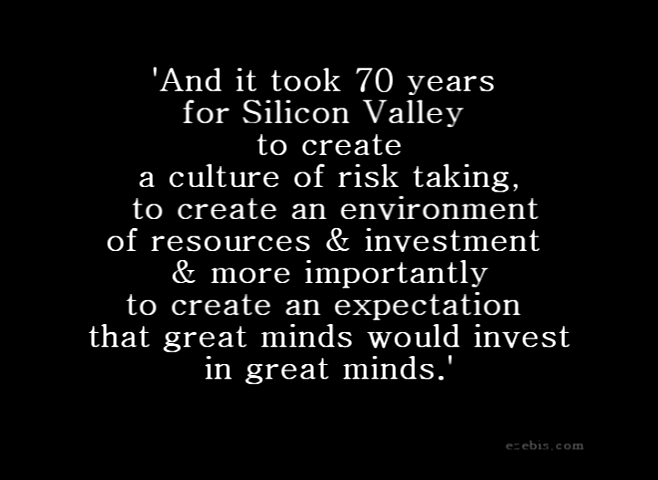 'And it took 70 years
for Silicon Valley
to create
a culture of risk taking,
to create an environment
of resources & investment
& more importantly
to create an expectation
that great minds would invest
in great minds.'
ezebis.com